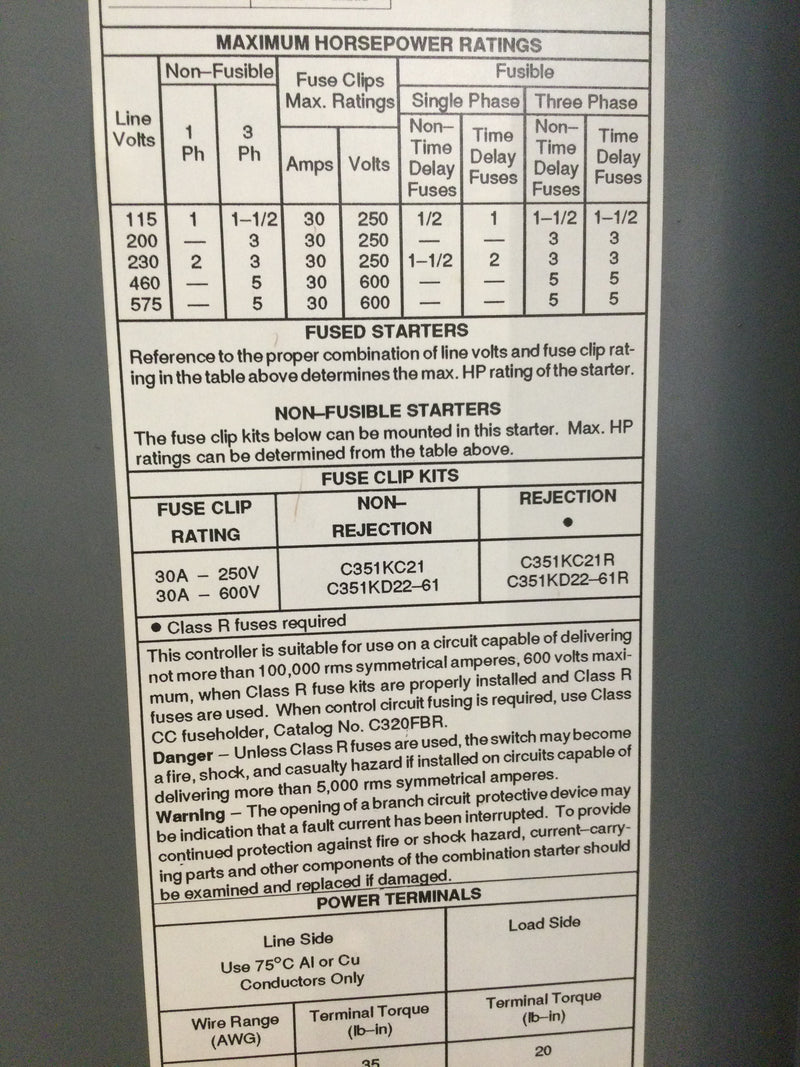 MAXIMUM HORSEPOWER RATINGS
Line Volts | Non–Fusible | Fuse Clips Max. Ratings | Fusible
Single Phase | Three Phase
1 Ph | 3 Ph | Amps | Volts | Non–Time Delay Fuses | Time Delay Fuses | Non–Time Delay Fuses | Time Delay Fuses
115 | 1 | 1–1/2 | 30 | 250 | 1/2 | 1 | 1–1/2 | 1–1/2
200 | — | 3 | 30 | 250 | — | — | 3 | 3
230 | 2 | 3 | 30 | 250 | 1–1/2 | 2 | 3 | 3
460 | — | 5 | 30 | 600 | — | — | 5 | 5
575 | — | 5 | 30 | 600 | — | — | 5 | 5
FUSED STARTERS
Reference to the proper combination of line volts and fuse clip rat-
ing in the table above determines the max. HP rating of the starter.
NON–FUSIBLE STARTERS
The fuse clip kits below can be mounted in this starter. Max. HP
ratings can be determined from the table above.
FUSE CLIP KITS
FUSE CLIP RATING | NON–REJECTION | REJECTION ●
30A – 250V | C351KC21 | C351KC21R
30A – 600V | C351KD22–61 | C351KD22–61R
● Class R fuses required
This controller is suitable for use on a circuit capable of delivering
not more than 100,000 rms symmetrical amperes, 600 volts maxi-
mum, when Class R fuse kits are properly installed and Class R
fuses are used. When control circuit fusing is required, use Class
CC fuseholder, Catalog No. C320FBR.
Danger – Unless Class R fuses are used, the switch may become
a fire, shock, and casualty hazard if installed on circuits capable of
delivering more than 5,000 rms symmetrical amperes.
Warning – The opening of a branch circuit protective device may
be indication that a fault current has been interrupted. To provide
continued protection against fire or shock hazard, current–carry-
ing parts and other components of the combination starter should
be examined and replaced if damaged.
POWER TERMINALS
Line Side | Load Side
Use 75°C Al or Cu
Conductors Only
Wire Range (AWG) | Terminal Torque (lb–in) | Terminal Torque (lb–in)
35 | 20